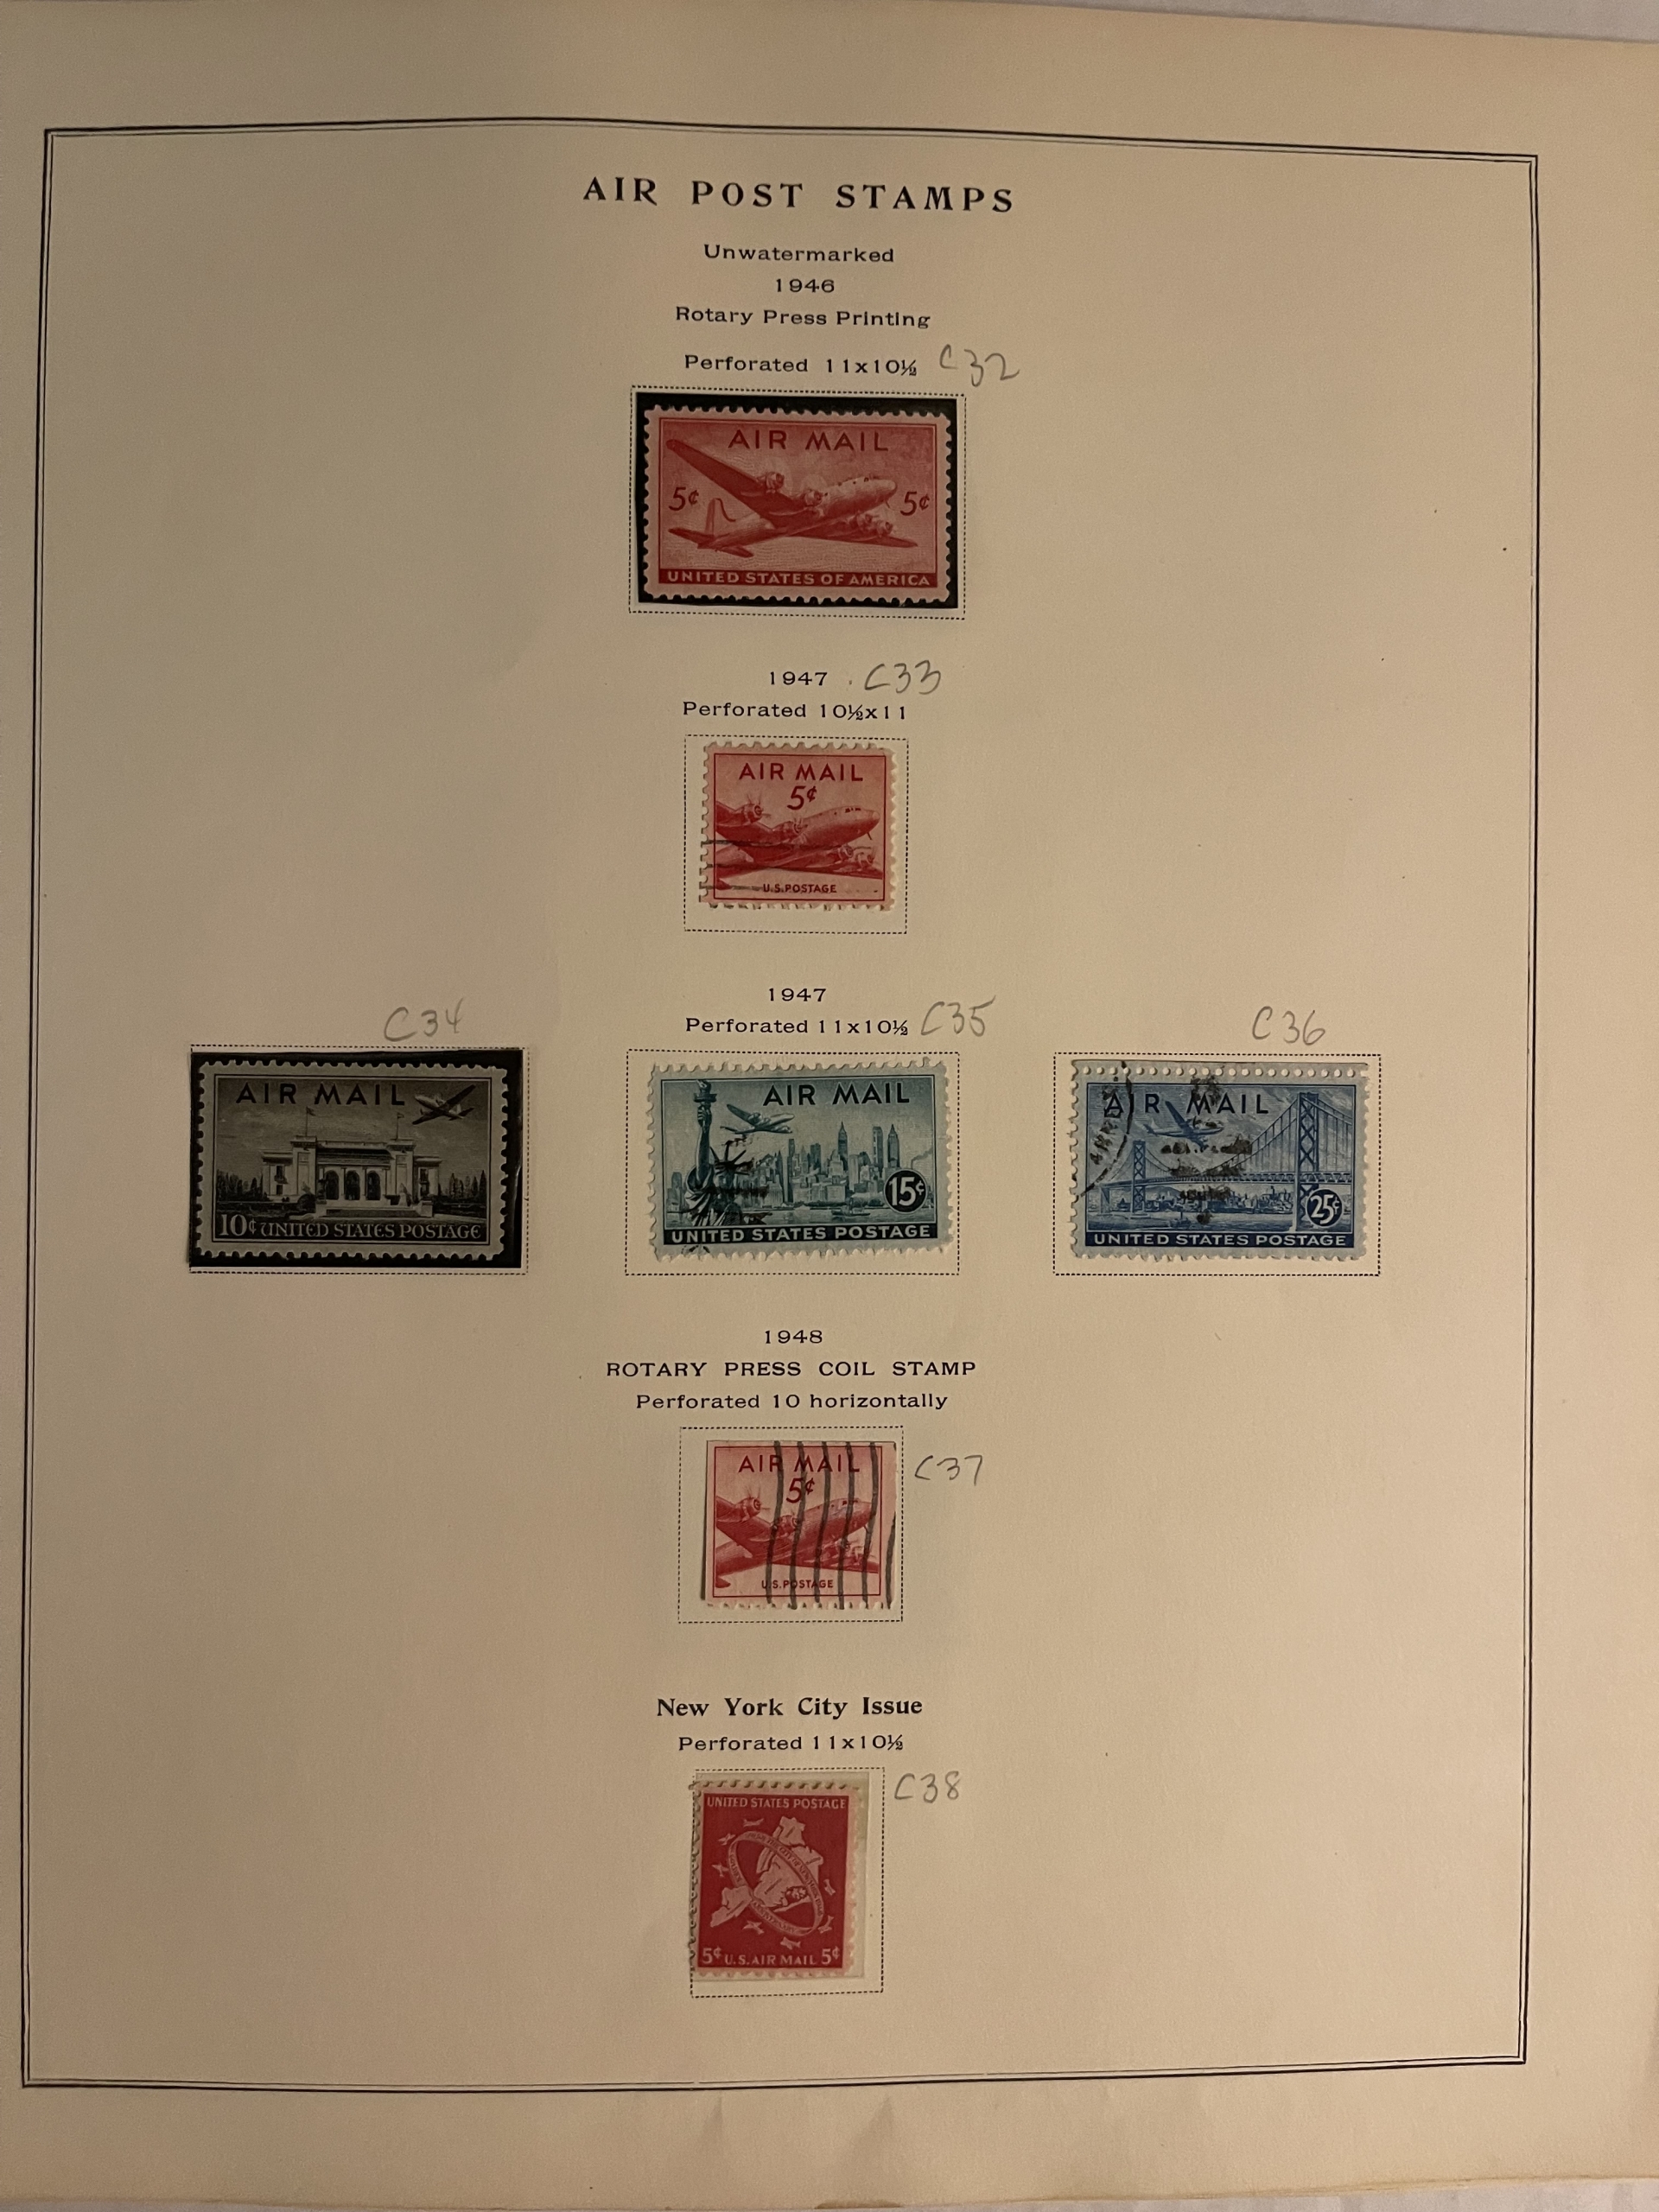 AIR POST STAMPS
Unwatermarked
1946
Rotary Press Printing
Perforated 11x10½ C32
AIR MAIL
5¢ 5¢
UNITED STATES OF AMERICA
1947 . C33
Perforated 10½x11
AIR MAIL
5¢
U.S. POSTAGE
1947
C34
Perforated 11x10½ C35
C36
AIR MAIL
10¢ UNITED STATES POSTAGE
AIR MAIL
15¢
UNITED STATES POSTAGE
AIR MAIL
25¢
UNITED STATES POSTAGE
1948
ROTARY PRESS COIL STAMP
Perforated 10 horizontally
C37
AIR MAIL
5¢
U.S. POSTAGE
New York City Issue
Perforated 11x10½
C38
UNITED STATES POSTAGE
5¢ U.S. AIR MAIL 5¢